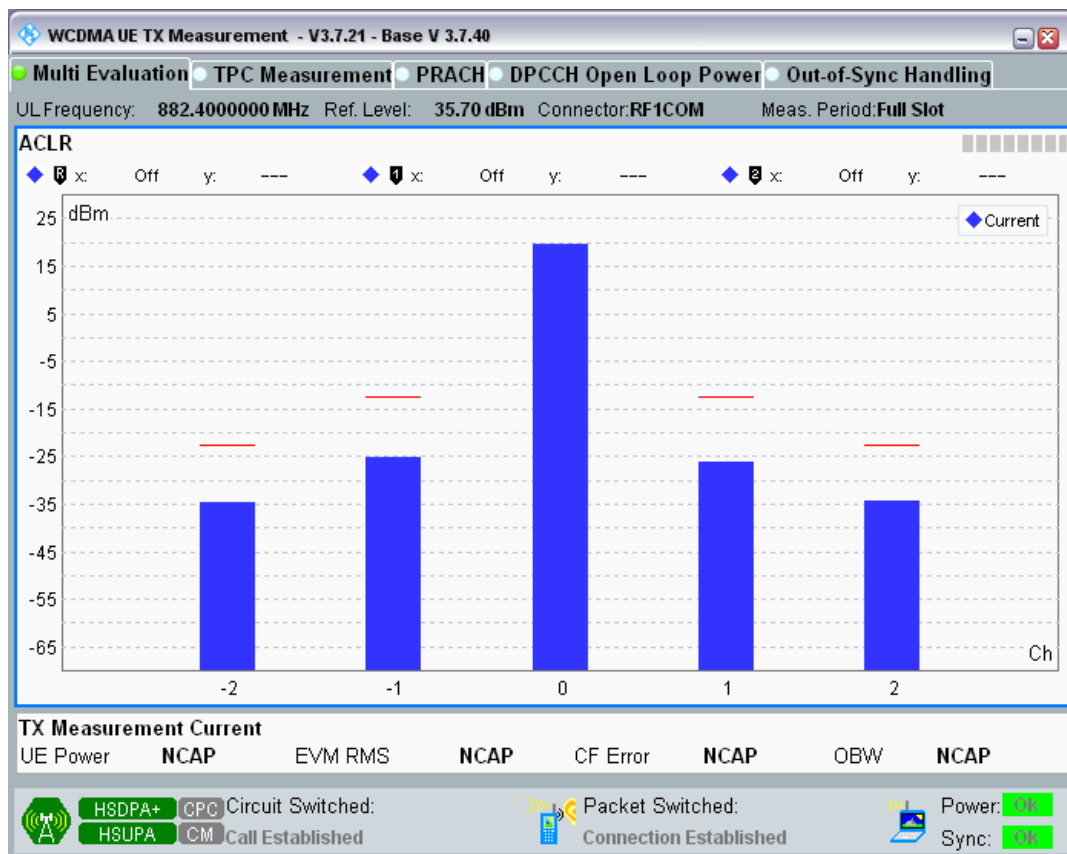 WCDMA UE TX Measurement - V3.7.21 - Base V 3.7.40
Multi Evaluation TPC Measurement PRACH DPCCH Open Loop Power Out-of-Sync Handling
UL Frequency: 882.4000000 MHz Ref. Level: 35.70 dBm Connector:RF1COM Meas. Period:Full Slot
ACLR
R x: Off y: --- 1 x: Off y: --- 2 x: Off y: ---
dBm
Current
25
15
5
-5
-15
-25
-35
-45
-55
-65
Ch
-2 -1 0 1 2
TX Measurement Current
UE Power NCAP EVM RMS NCAP CF Error NCAP OBW NCAP
HSDPA+ CPC Circuit Switched: Packet Switched: Power: Ok
HSUPA CM Call Established Connection Established Sync: Ok